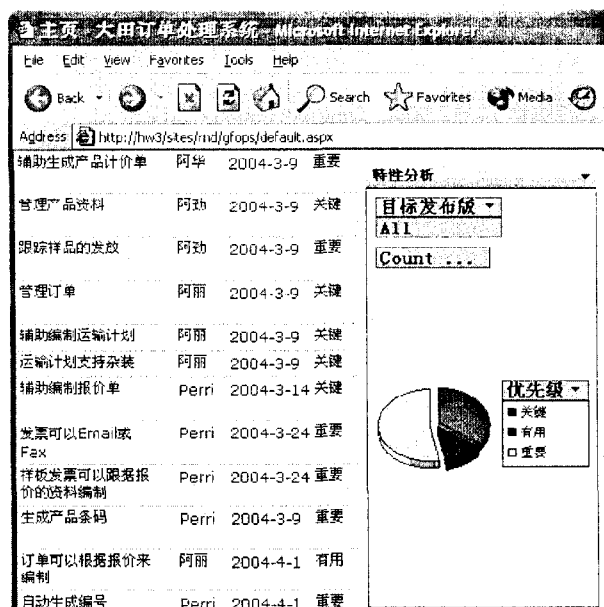 主页 - 大田订单处理系统 - Microsoft Internet Explorer
File Edit View Favorites Tools Help
Back Search Favorites Media
Address http://hw3/sites/rnd/gfops/default.aspx
辅助生成产品计价单 阿华 2004-3-9 重要
管理产品资料 阿劲 2004-3-9 关键
跟踪样品的发放 阿劲 2004-3-9 重要
管理订单 阿丽 2004-3-9 关键
辅助编制运输计划 阿丽 2004-3-9 关键
运输计划支持杂装 阿丽 2004-3-9 关键
辅助编制报价单 Perri 2004-3-14 关键
发票可以Email或 Perri 2004-3-24 重要
Fax
样板发票可以跟据报 Perri 2004-3-24 重要
价的资料编制
生成产品条码 Perri 2004-3-9 重要
订单可以根据报价来 阿丽 2004-4-1 有用
编制
自动生成编号 Perri 2004-4-1 重要
特性分析
目标发布版
All
Count ...
优先级
关键
有用
重要